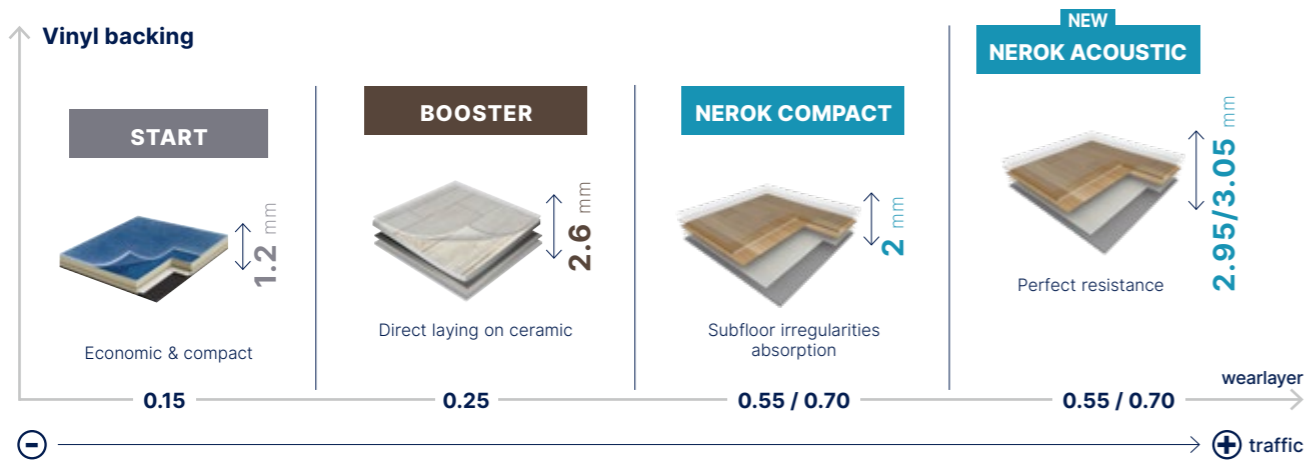 Vinyl backing
START
1.2 mm
Economic & compact
0.15
BOOSTER
2.6 mm
Direct laying on ceramic
0.25
NEROK COMPACT
2 mm
Subfloor irregularities
absorption
0.55 / 0.70
NEW
NEROK ACOUSTIC
2.95/3.05 mm
Perfect resistance
0.55 / 0.70
wearlayer
traffic